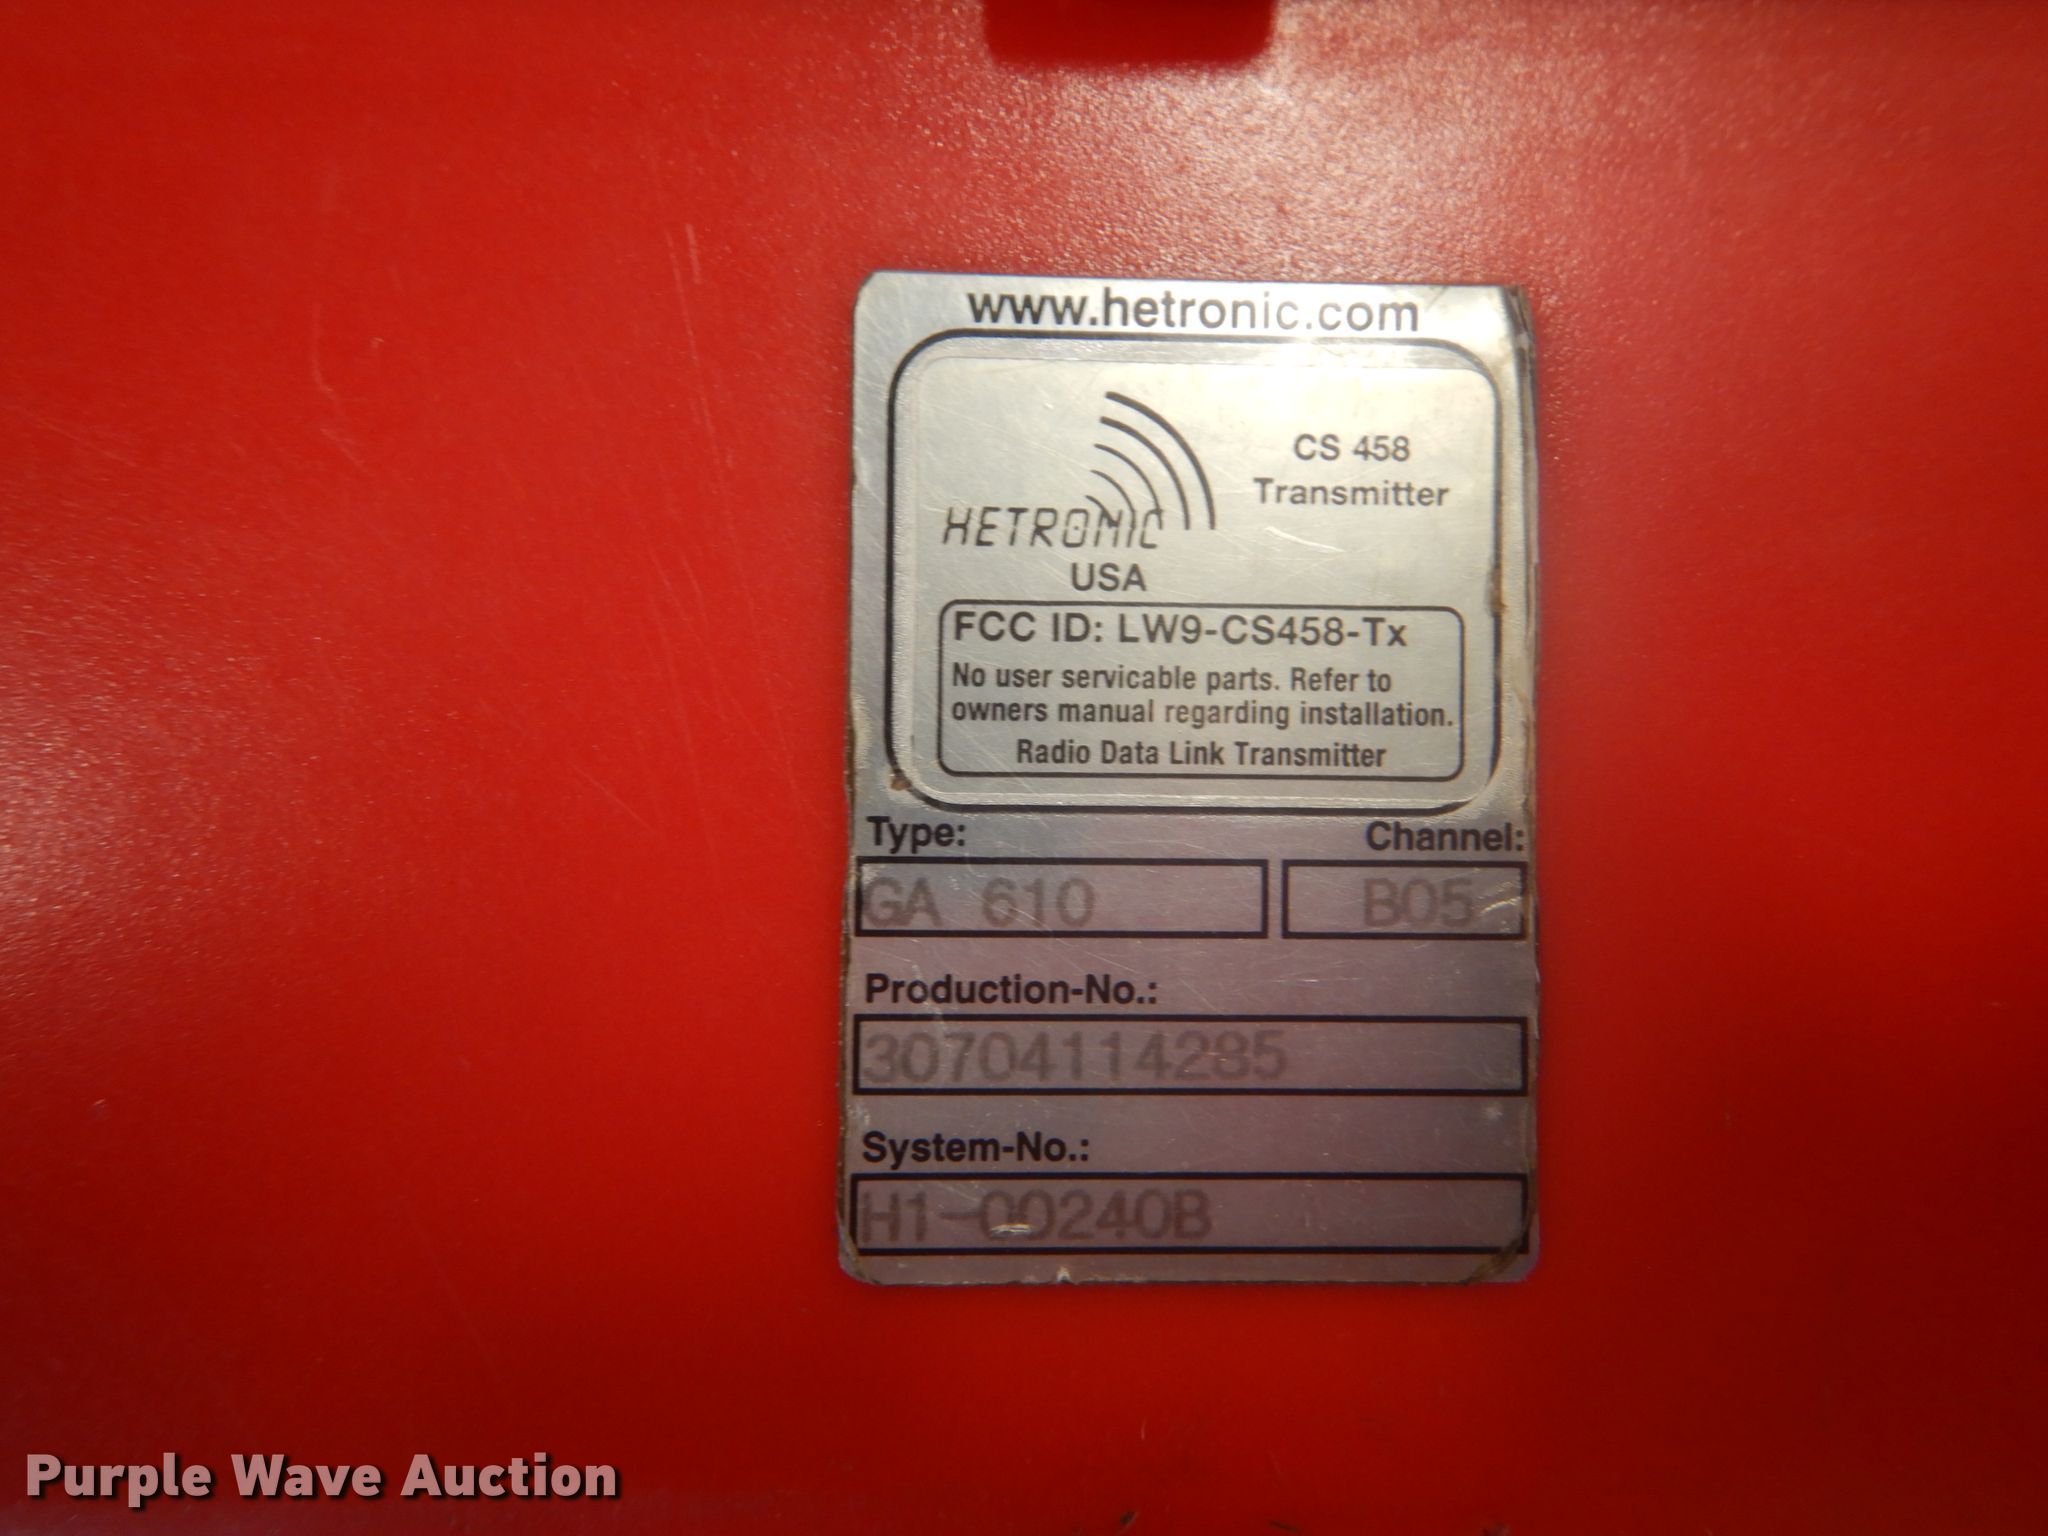 www.hetronic.com
HETRONIC
USA
CS 458
Transmitter
FCC ID: LW9-CS458-Tx
No user servicable parts. Refer to
owners manual regarding installation.
Radio Data Link Transmitter
Type: Channel:
GA 610 B05
Production-No.:
30704114285
System-No.:
H1-00240B
Purple Wave Auction